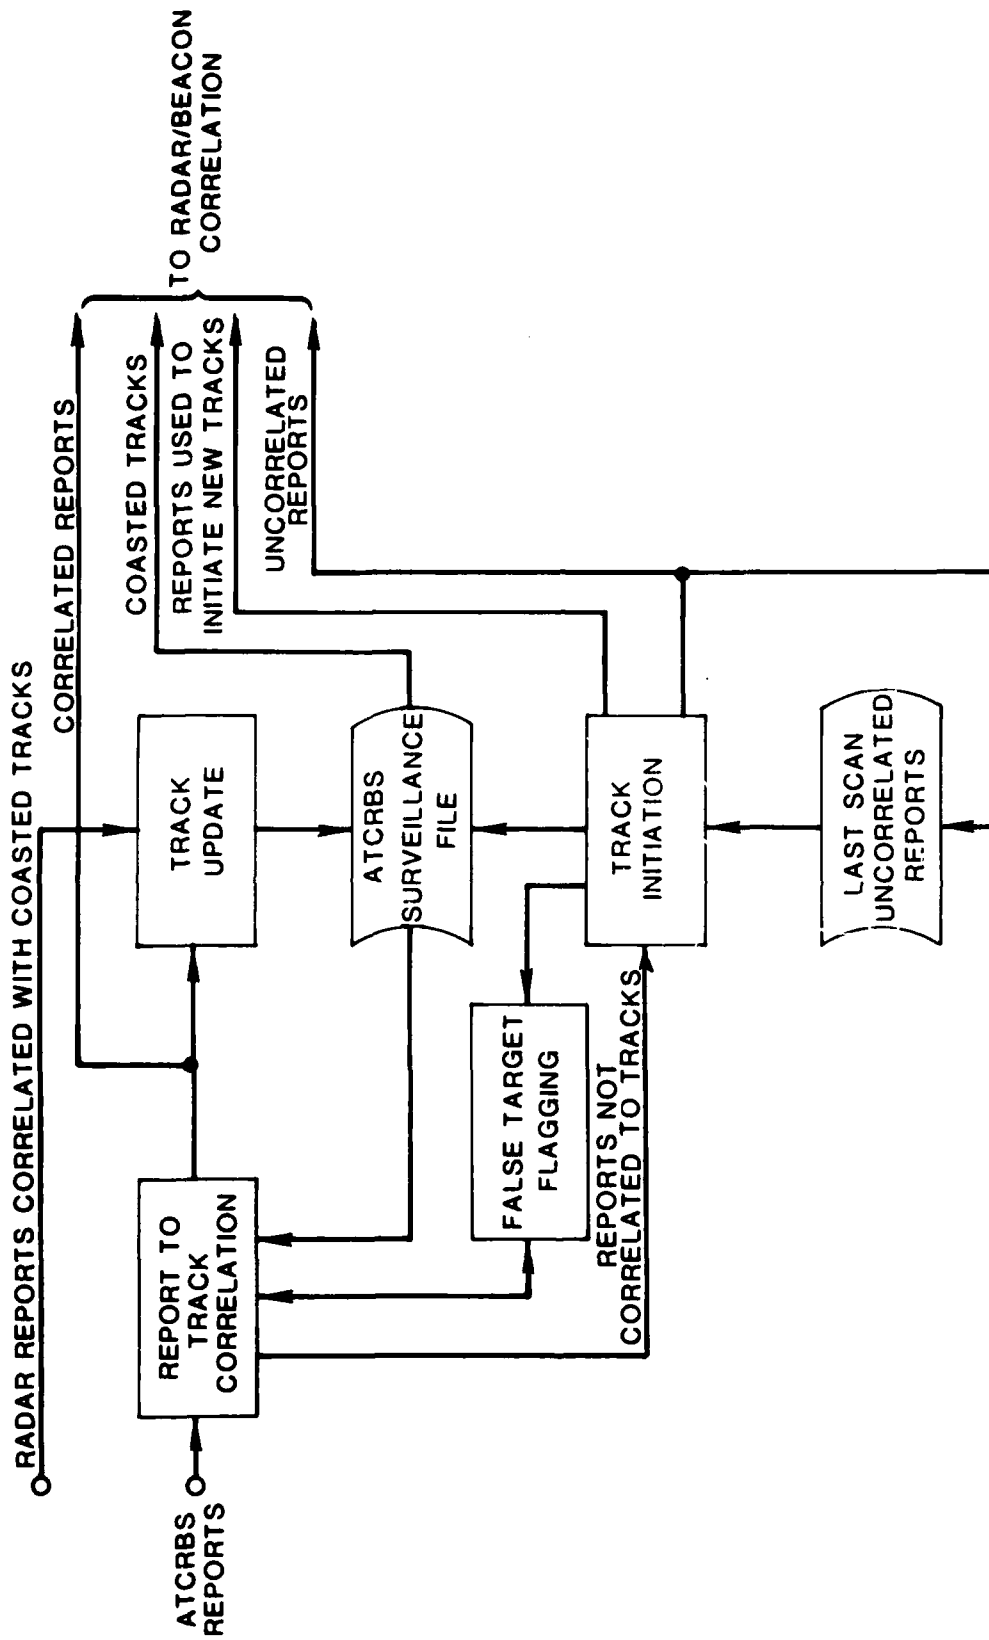 RADAR REPORTS CORRELATED WITH COASTED TRACKS
CORRELATED REPORTS
TO RADAR/BEACON
CORRELATION
ATCRBS
REPORTS
REPORT TO
TRACK
CORRELATION
TRACK
UPDATE
COASTED TRACKS
REPORTS USED TO
INITIATE NEW TRACKS
UNCORRELATED
REPORTS
ATCRBS
SURVEILLANCE
FILE
FALSE TARGET
FLAGGING
REPORTS NOT
CORRELATED TO TRACKS
TRACK
INITIATION
LAST SCAN
UNCORRELATED
REPORTS